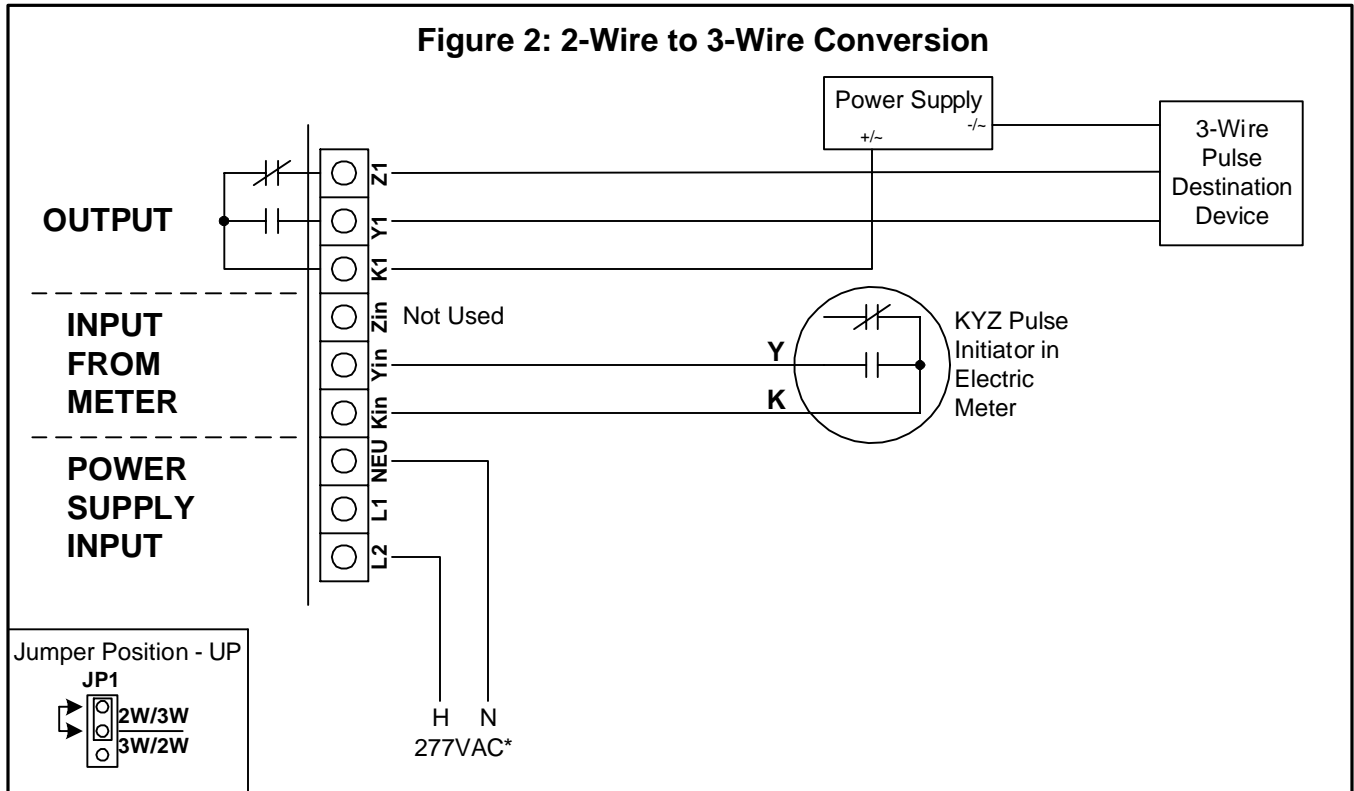 Figure 2: 2-Wire to 3-Wire Conversion
Power Supply
+/~
-/~
3-Wire
Pulse
Destination
Device
OUTPUT
Z1
Y1
K1
INPUT
FROM
METER
Zin
Not Used
Yin
Kin
Y
K
KYZ Pulse
Initiator in
Electric
Meter
POWER
SUPPLY
INPUT
NEU
L1
L2
H N
277VAC*
Jumper Position - UP
JP1
2W/3W
3W/2W